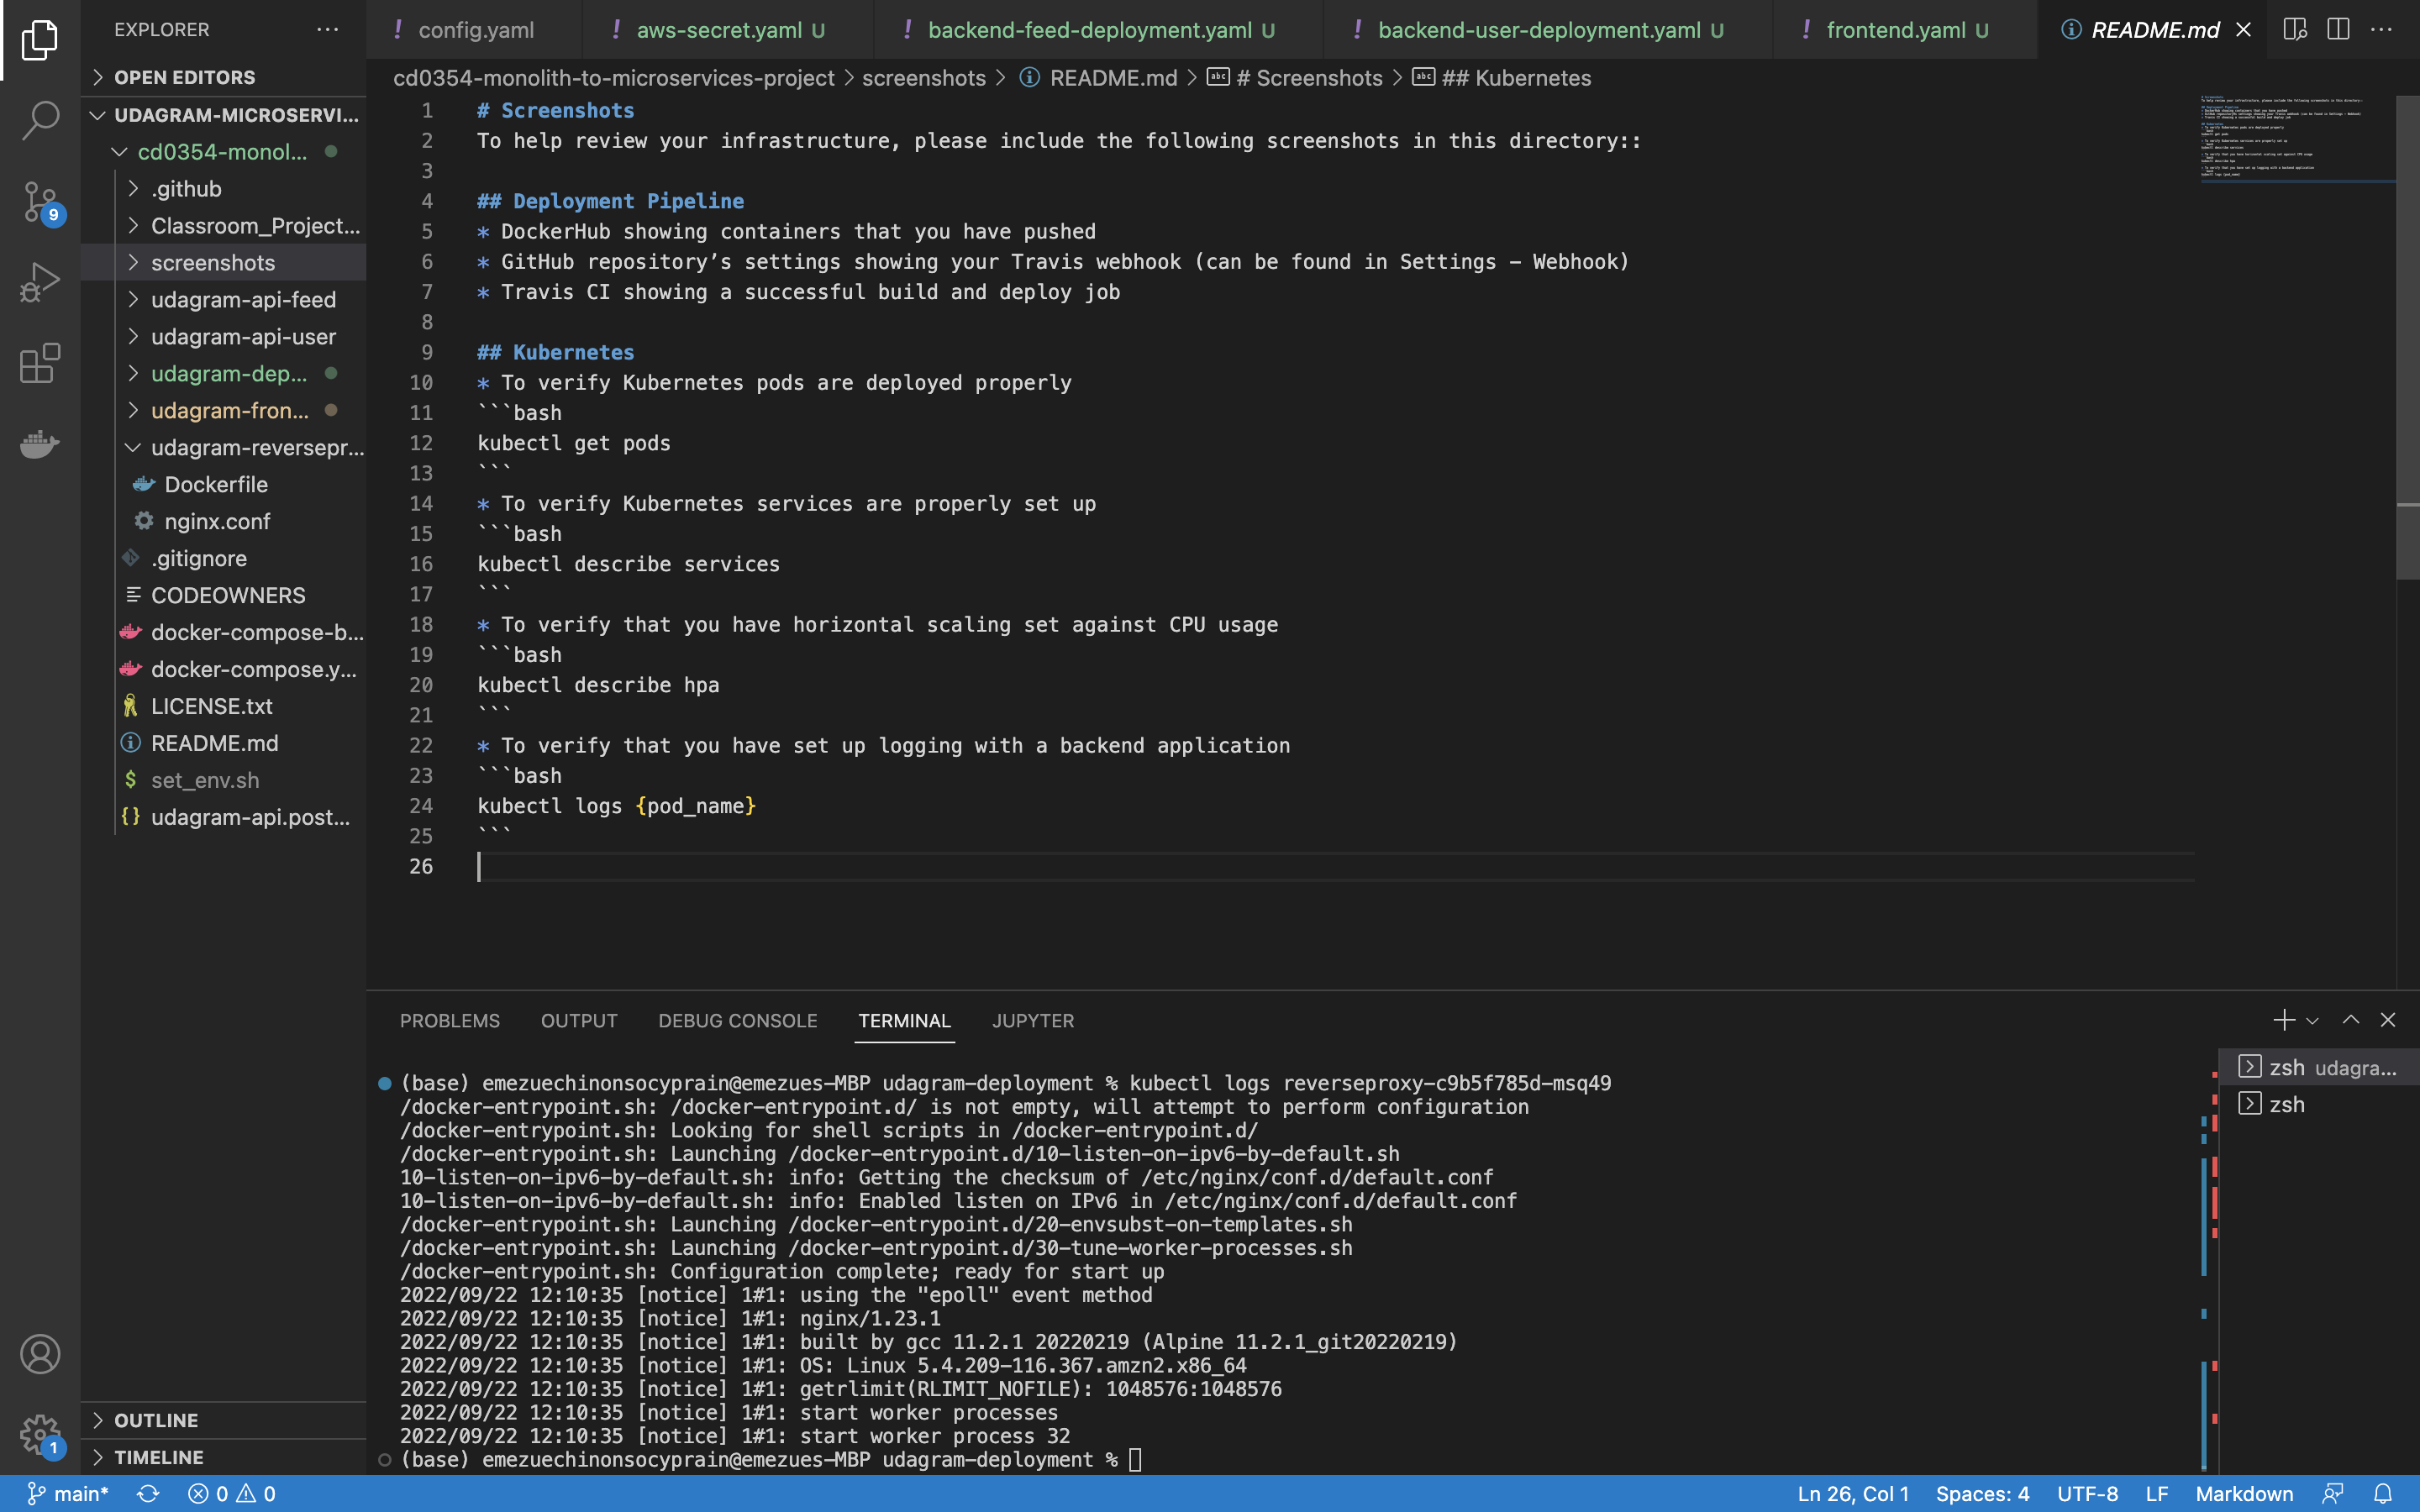 EXPLORER
OPEN EDITORS
UDAGRAM-MICROSERVI...
cd0354-monol...
.github
Classroom_Project...
screenshots
udagram-api-feed
udagram-api-user
udagram-dep...
udagram-fron...
udagram-reversepr...
Dockerfile
nginx.conf
.gitignore
CODEOWNERS
docker-compose-b...
docker-compose.y...
LICENSE.txt
README.md
set_env.sh
udagram-api.post...
OUTLINE
TIMELINE
9
1
config.yaml
aws-secret.yaml U
backend-feed-deployment.yaml U
backend-user-deployment.yaml U
frontend.yaml U
README.md
cd0354-monolith-to-microservices-project > screenshots > README.md > # Screenshots > ## Kubernetes
1 # Screenshots
2 To help review your infrastructure, please include the following screenshots in this directory::
3
4 ## Deployment Pipeline
5 * DockerHub showing containers that you have pushed
6 * GitHub repository’s settings showing your Travis webhook (can be found in Settings – Webhook)
7 * Travis CI showing a successful build and deploy job
8
9 ## Kubernetes
10 * To verify Kubernetes pods are deployed properly
11 ```bash
12 kubectl get pods
13 ```
14 * To verify Kubernetes services are properly set up
15 ```bash
16 kubectl describe services
17 ```
18 * To verify that you have horizontal scaling set against CPU usage
19 ```bash
20 kubectl describe hpa
21 ```
22 * To verify that you have set up logging with a backend application
23 ```bash
24 kubectl logs {pod_name}
25 ```
26
PROBLEMS OUTPUT DEBUG CONSOLE TERMINAL JUPYTER
(base) emezuechinonsocyprain@emezues-MBP udagram-deployment % kubectl logs reverseproxy-c9b5f785d-msq49
/docker-entrypoint.sh: /docker-entrypoint.d/ is not empty, will attempt to perform configuration
/docker-entrypoint.sh: Looking for shell scripts in /docker-entrypoint.d/
/docker-entrypoint.sh: Launching /docker-entrypoint.d/10-listen-on-ipv6-by-default.sh
10-listen-on-ipv6-by-default.sh: info: Getting the checksum of /etc/nginx/conf.d/default.conf
10-listen-on-ipv6-by-default.sh: info: Enabled listen on IPv6 in /etc/nginx/conf.d/default.conf
/docker-entrypoint.sh: Launching /docker-entrypoint.d/20-envsubst-on-templates.sh
/docker-entrypoint.sh: Launching /docker-entrypoint.d/30-tune-worker-processes.sh
/docker-entrypoint.sh: Configuration complete; ready for start up
2022/09/22 12:10:35 [notice] 1#1: using the "epoll" event method
2022/09/22 12:10:35 [notice] 1#1: nginx/1.23.1
2022/09/22 12:10:35 [notice] 1#1: built by gcc 11.2.1 20220219 (Alpine 11.2.1_git20220219)
2022/09/22 12:10:35 [notice] 1#1: OS: Linux 5.4.209-116.367.amzn2.x86_64
2022/09/22 12:10:35 [notice] 1#1: getrlimit(RLIMIT_NOFILE): 1048576:1048576
2022/09/22 12:10:35 [notice] 1#1: start worker processes
2022/09/22 12:10:35 [notice] 1#1: start worker process 32
(base) emezuechinonsocyprain@emezues-MBP udagram-deployment %
zsh udagra...
zsh
main* 0 0 Ln 26, Col 1 Spaces: 4 UTF-8 LF Markdown